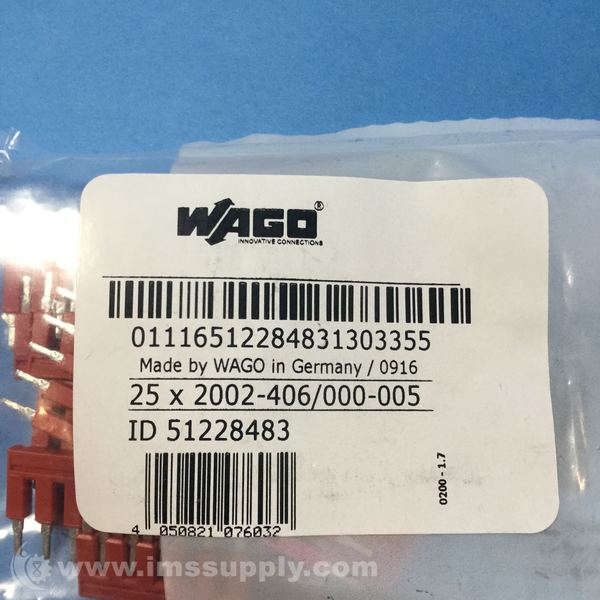 WAGO®
INNOVATIVE CONNECTIONS
01116512284831303355
Made by WAGO in Germany / 0916
25 x 2002-406/000-005
ID 51228483
0200 - 1.7
4 050821 076032
www.imssupply.com